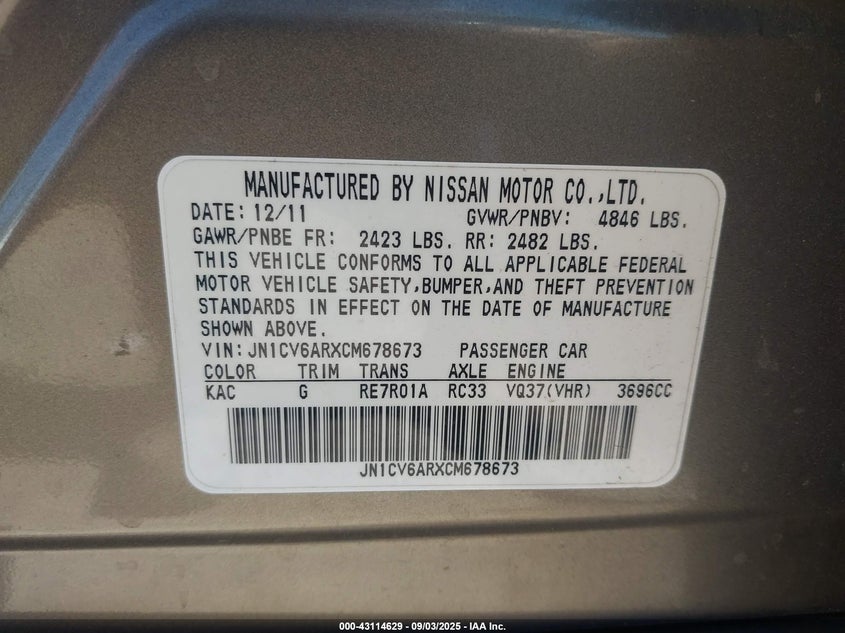 MANUFACTURED BY NISSAN MOTOR CO.,LTD.
DATE: 12/11 GVWR/PNBV: 4846 LBS.
GAWR/PNBE FR: 2423 LBS. RR: 2482 LBS.
THIS VEHICLE CONFORMS TO ALL APPLICABLE FEDERAL
MOTOR VEHICLE SAFETY,BUMPER,AND THEFT PREVENTION
STANDARDS IN EFFECT ON THE DATE OF MANUFACTURE
SHOWN ABOVE.
VIN: JN1CV6ARXCM678673 PASSENGER CAR
COLOR TRIM TRANS AXLE ENGINE
KAC G RE7R01A RC33 VQ37(VHR) 3696CC
JN1CV6ARXCM678673
000-43114629 - 09/03/2025 - IAA Inc.